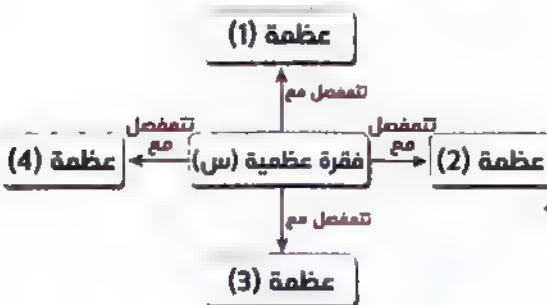 عظمة (1)
تتمفصل مع
تتمفصل مع
تتمفصل مع
عظمة (2)
فقرة عظمية (س)
عظمة (4)
تتمفصل مع
عظمة (3)